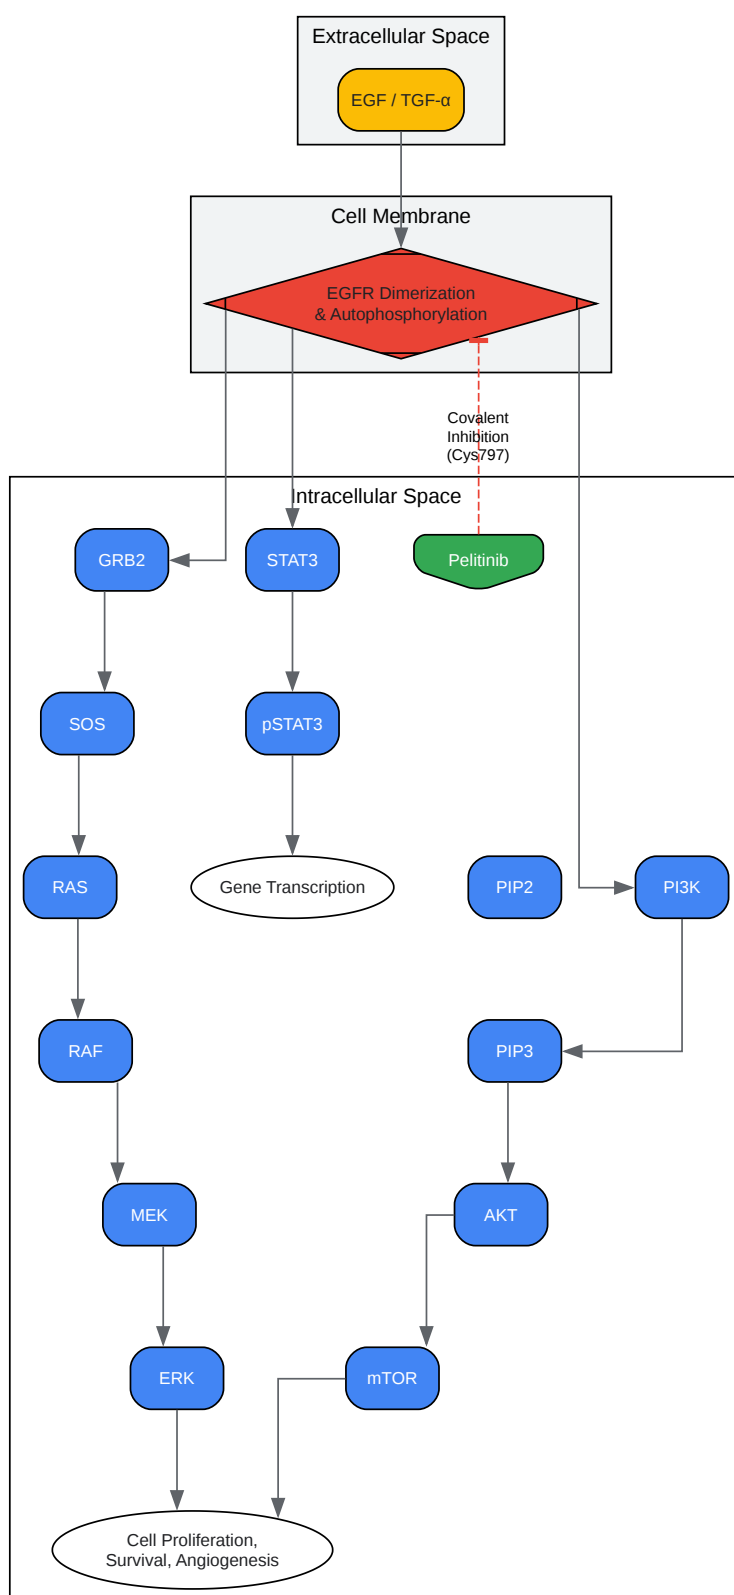 Extracellular Space
EGF / TGF-α
Cell Membrane
EGFR Dimerization
& Autophosphorylation
Covalent
Inhibition
(Cys797)
Intracellular Space
GRB2
STAT3
Pelitinib
SOS
pSTAT3
RAS
Gene Transcription
PIP2
PI3K
RAF
PIP3
MEK
AKT
ERK
mTOR
Cell Proliferation,
Survival, Angiogenesis